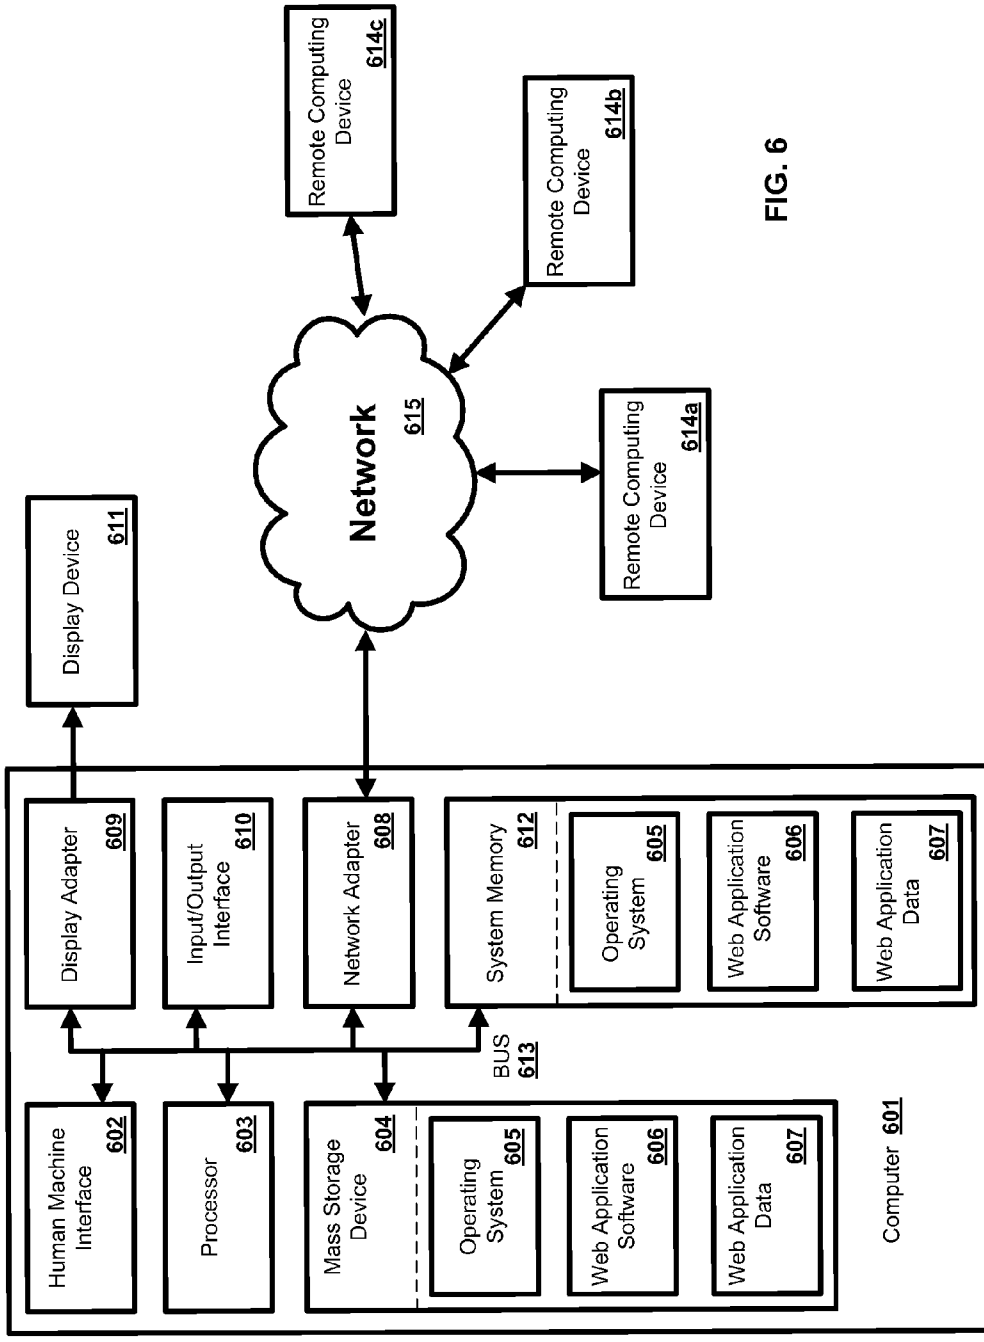 Human Machine
Interface
602
Processor
603
Mass Storage
Device
604
Operating
System
605
Web Application
Software
606
Web Application
Data
607
Computer 601
BUS
613
Display Adapter
609
Input/Output
Interface
610
Network Adapter
608
System Memory
612
Operating
System
605
Web Application
Software
606
Web Application
Data
607
Display Device
611
Network
615
Remote Computing
Device
614a
Remote Computing
Device
614b
Remote Computing
Device
614c
FIG. 6